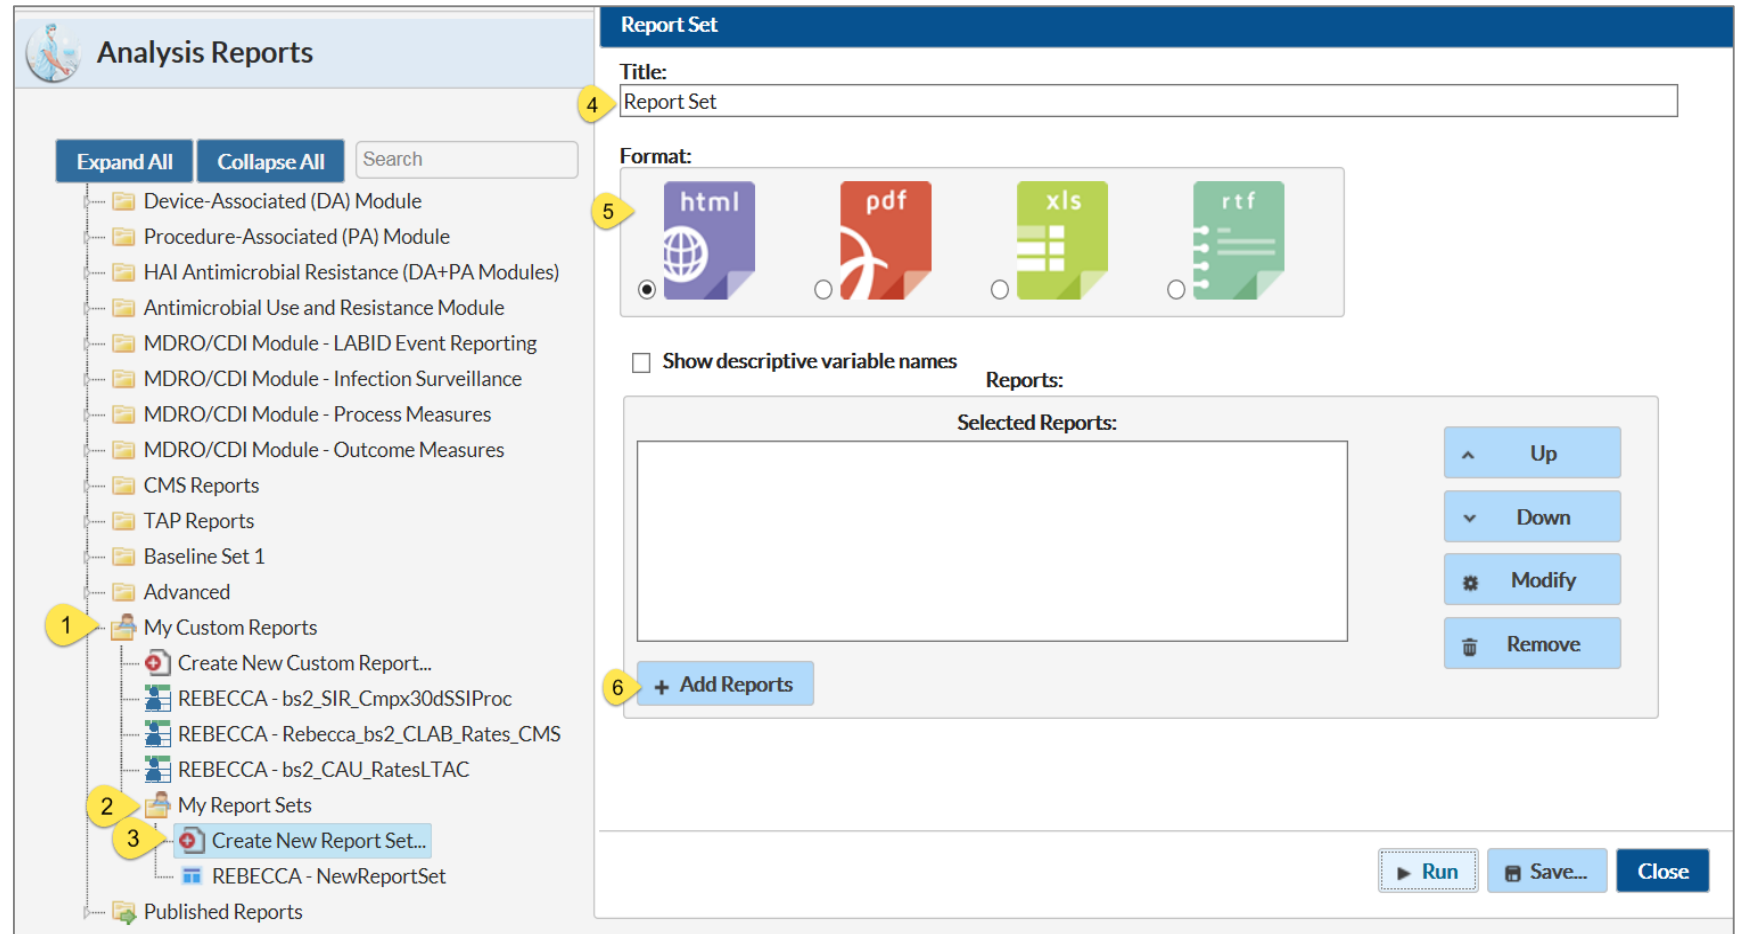 Analysis Reports
Expand All
Collapse All
Search
Device-Associated (DA) Module
Procedure-Associated (PA) Module
HAI Antimicrobial Resistance (DA+PA Modules)
Antimicrobial Use and Resistance Module
MDRO/CDI Module - LABID Event Reporting
MDRO/CDI Module - Infection Surveillance
MDRO/CDI Module - Process Measures
MDRO/CDI Module - Outcome Measures
CMS Reports
TAP Reports
Baseline Set 1
Advanced
1
My Custom Reports
Create New Custom Report...
REBECCA - bs2_SIR_Cmpx30dSSIProc
REBECCA - Rebecca_bs2_CLAB_Rates_CMS
REBECCA - bs2_CAU_RatesLTAC
2
My Report Sets
3
Create New Report Set...
REBECCA - NewReportSet
Published Reports
Report Set
Title:
4
Report Set
Format:
5
html
pdf
xls
rtf
Show descriptive variable names
Reports:
Selected Reports:
Up
Down
Modify
Remove
6
+ Add Reports
Run
Save...
Close